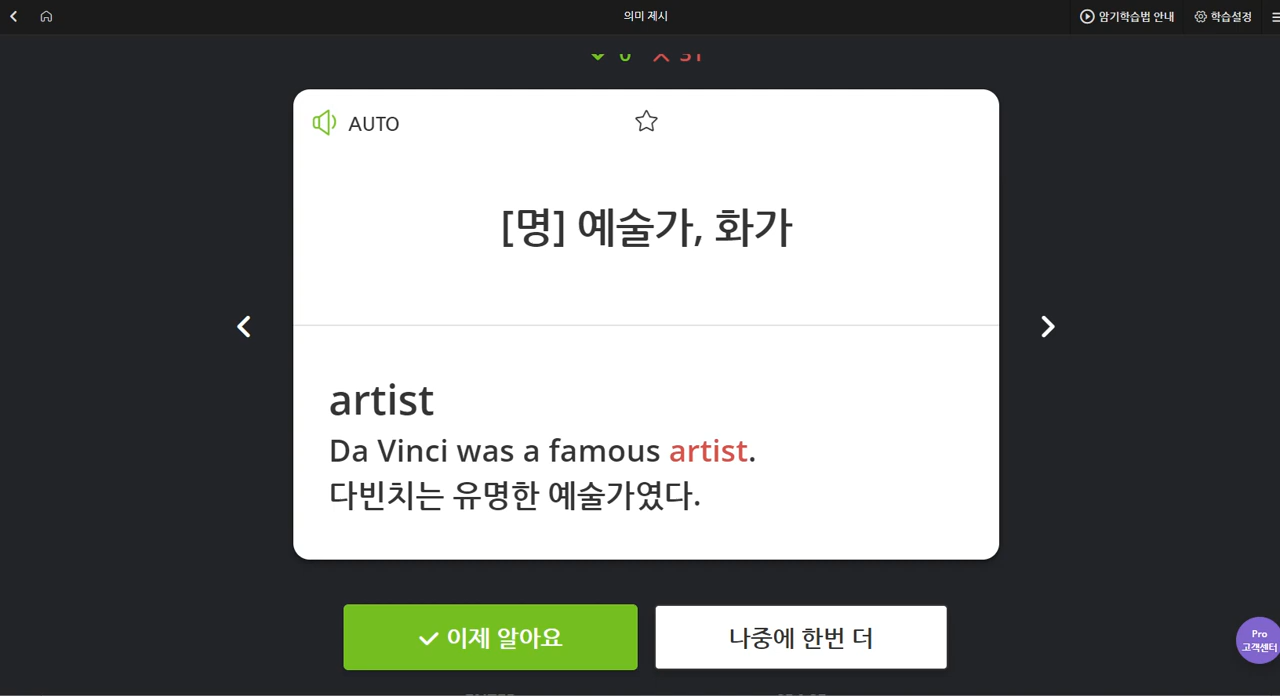 의미 제시
암기학습법 안내
학습설정
AUTO
[명] 예술가, 화가
artist
Da Vinci was a famous artist.
다빈치는 유명한 예술가였다.
이제 알아요
나중에 한번 더
Pro
고객센터